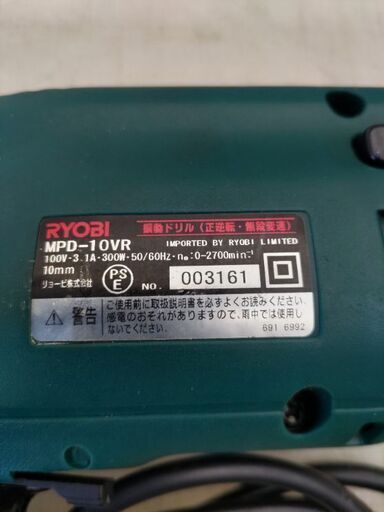 RYOBI
振動ドリル（正逆転・無段変速）
MPD-10VR
IMPORTED BY RYOBI LIMITED
100V・3.1A・300W・50/60Hz・n₀:0-2700min⁻¹
10mm
リョービ株式会社
PS
E
NO.
003161
警告
ご使用前に取扱説明書を必ずよくお読みください。
感電のおそれがありますので、雨中では使用
しないでください。
691 6992